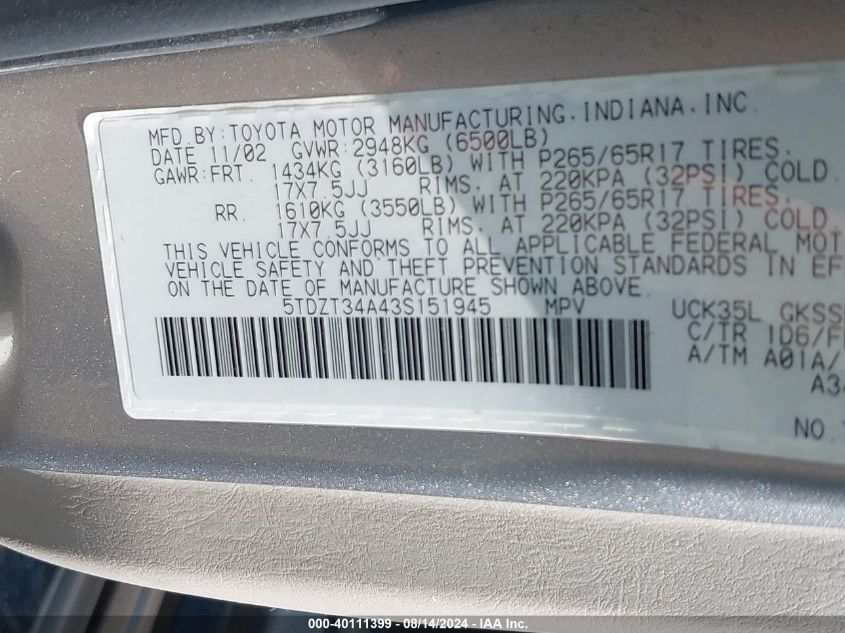 MFD.BY:TOYOTA MOTOR MANUFACTURING.INDIANA.INC.
DATE 11/02 GVWR:2948KG (6500LB)
GAWR:FRT. 1434KG (3160LB) WITH P265/65R17 TIRES.
17X7.5JJ RIMS. AT 220KPA (32PSI) COLD.
RR. 1610KG (3550LB) WITH P265/65R17 TIRES.
17X7.5JJ RIMS. AT 220KPA (32PSI) COLD.
THIS VEHICLE CONFORMS TO ALL APPLICABLE FEDERAL MOT
VEHICLE SAFETY AND THEFT PREVENTION STANDARDS IN EF
ON THE DATE OF MANUFACTURE SHOWN ABOVE.
5TDZT34A43S151945 MPV UCK35L GKSS
C/TR 1D6/F
A/TM A01A/
A34
NO.
000-40111399 - 08/14/2024 - © IAA Inc.